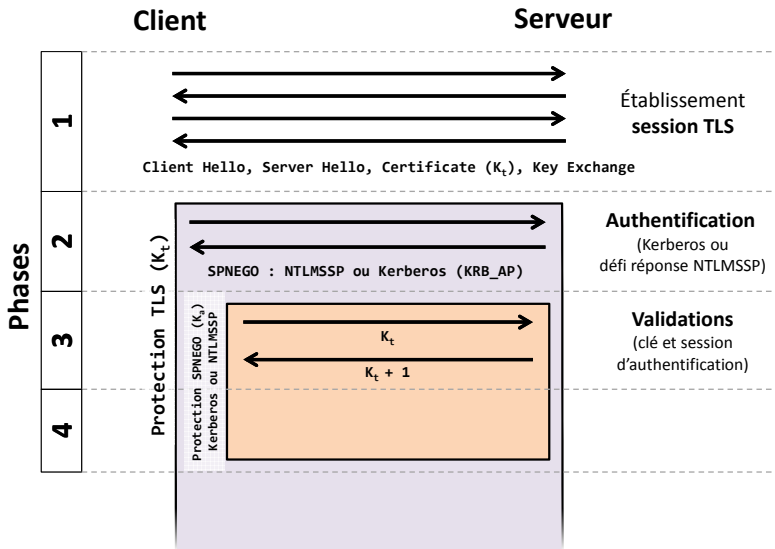 Client
Serveur
Phases
1
Établissement
session TLS
Client Hello, Server Hello, Certificate (Kt), Key Exchange
2
Protection TLS (Kt)
Authentification
(Kerberos ou
défi réponse NTLMSSP)
SPNEGO : NTLMSSP ou Kerberos (KRB_AP)
3
Protection SPNEGO (Ka)
Kerberos ou NTLMSSP
Kt
Kt + 1
Validations
(clé et session
d'authentification)
4